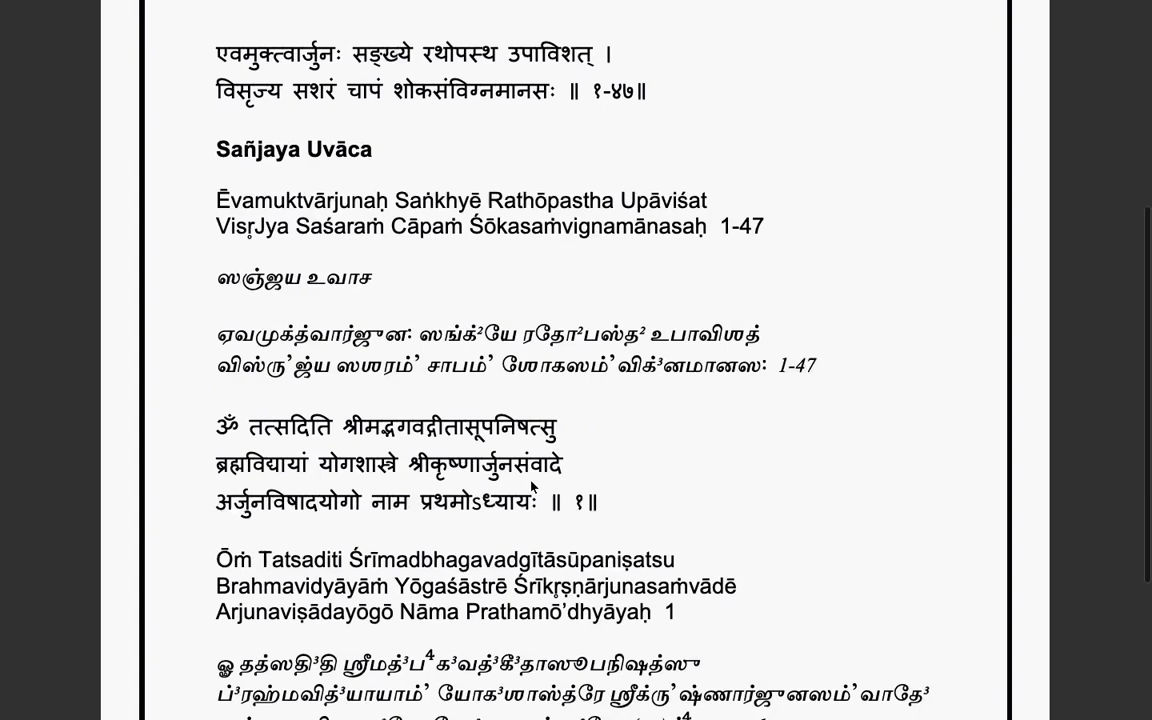 एवमुक्त्वार्जुनः सङ्ख्ये रथोपस्थ उपाविशत् ।
विसृज्य सशरं चापं शोकसंविग्नमानसः ॥ १-४७॥
Sañjaya Uvāca
Ēvamuktvārjunaḥ Saṅkhyē Rathōpastha Upāviśat
Visr̥Jya Saśaraṁ Cāpaṁ Śōkasaṁvignamānasaḥ 1-47
ஸஞ்ஜய உவாச
ஏவமுக்த்வார்ஜுன꞉ ஸங்க்²யே ரதோ²பஸ்த² உபாவிஶத்
விஸ்ரு’ஜ்ய ஸஶரம்’ சாபம்’ ஶோகஸம்’விக்³னமானஸ꞉ 1-47
ॐ तत्सदिति श्रीमद्भगवद्गीतासूपनिषत्सु
ब्रह्मविद्यायां योगशास्त्रे श्रीकृष्णार्जुनसंवादे
अर्जुनविषादयोगो नाम प्रथमोऽध्यायः ॥ १॥
Ōṁ Tatsaditi Śrīmadbhagavadgītāsūpaniṣatsu
Brahmavidyāyāṁ Yōgaśāstrē Śrīkr̥ṣṇārjunasaṁvādē
Arjunaviṣādayōgō Nāma Prathamō’dhyāyaḥ 1
ௐ தத்ஸதி³தி ஶ்ரீமத்³ப⁴க³வத்³கீ³தாஸூபநிஷத்ஸு
ப்³ரஹ்மவித்³யாயாம்’ யோக³ஶாஸ்த்ரே ஶ்ரீக்ரு’ஷ்ணார்ஜுனஸம்’வாதே³